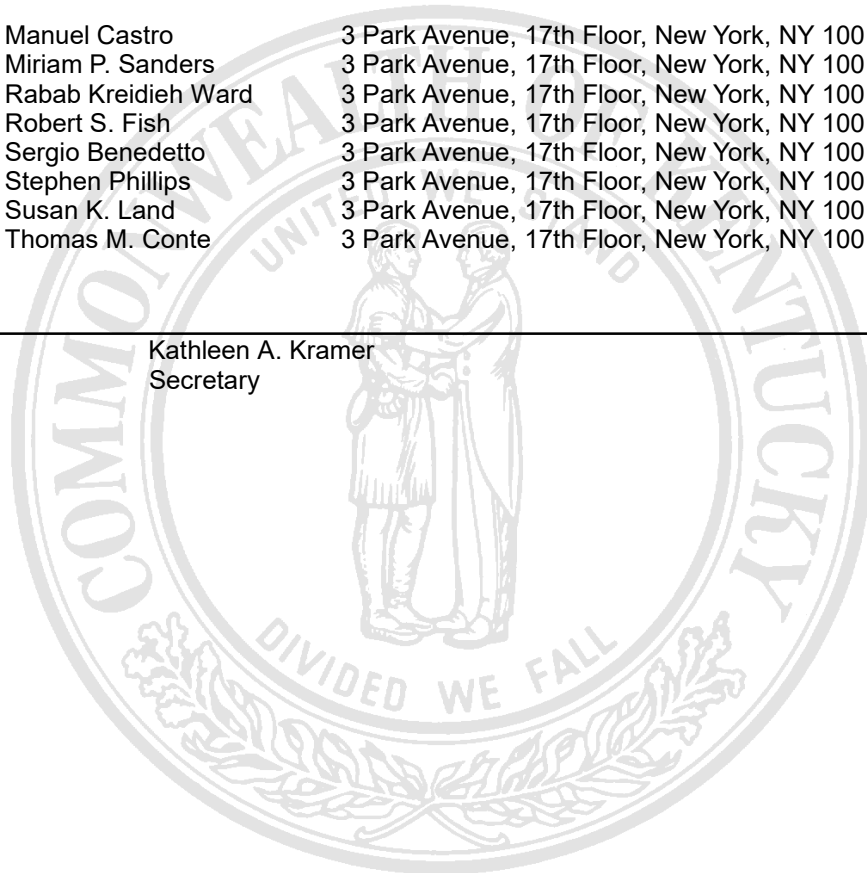 Manuel Castro 3 Park Avenue, 17th Floor, New York, NY 100
Miriam P. Sanders 3 Park Avenue, 17th Floor, New York, NY 100
Rabab Kreidieh Ward 3 Park Avenue, 17th Floor, New York, NY 100
Robert S. Fish 3 Park Avenue, 17th Floor, New York, NY 100
Sergio Benedetto 3 Park Avenue, 17th Floor, New York, NY 100
Stephen Phillips 3 Park Avenue, 17th Floor, New York, NY 100
Susan K. Land 3 Park Avenue, 17th Floor, New York, NY 100
Thomas M. Conte 3 Park Avenue, 17th Floor, New York, NY 100
Kathleen A. Kramer
Secretary
COMMONWEALTH OF KENTUCKY
UNITED WE STAND
DIVIDED WE FALL